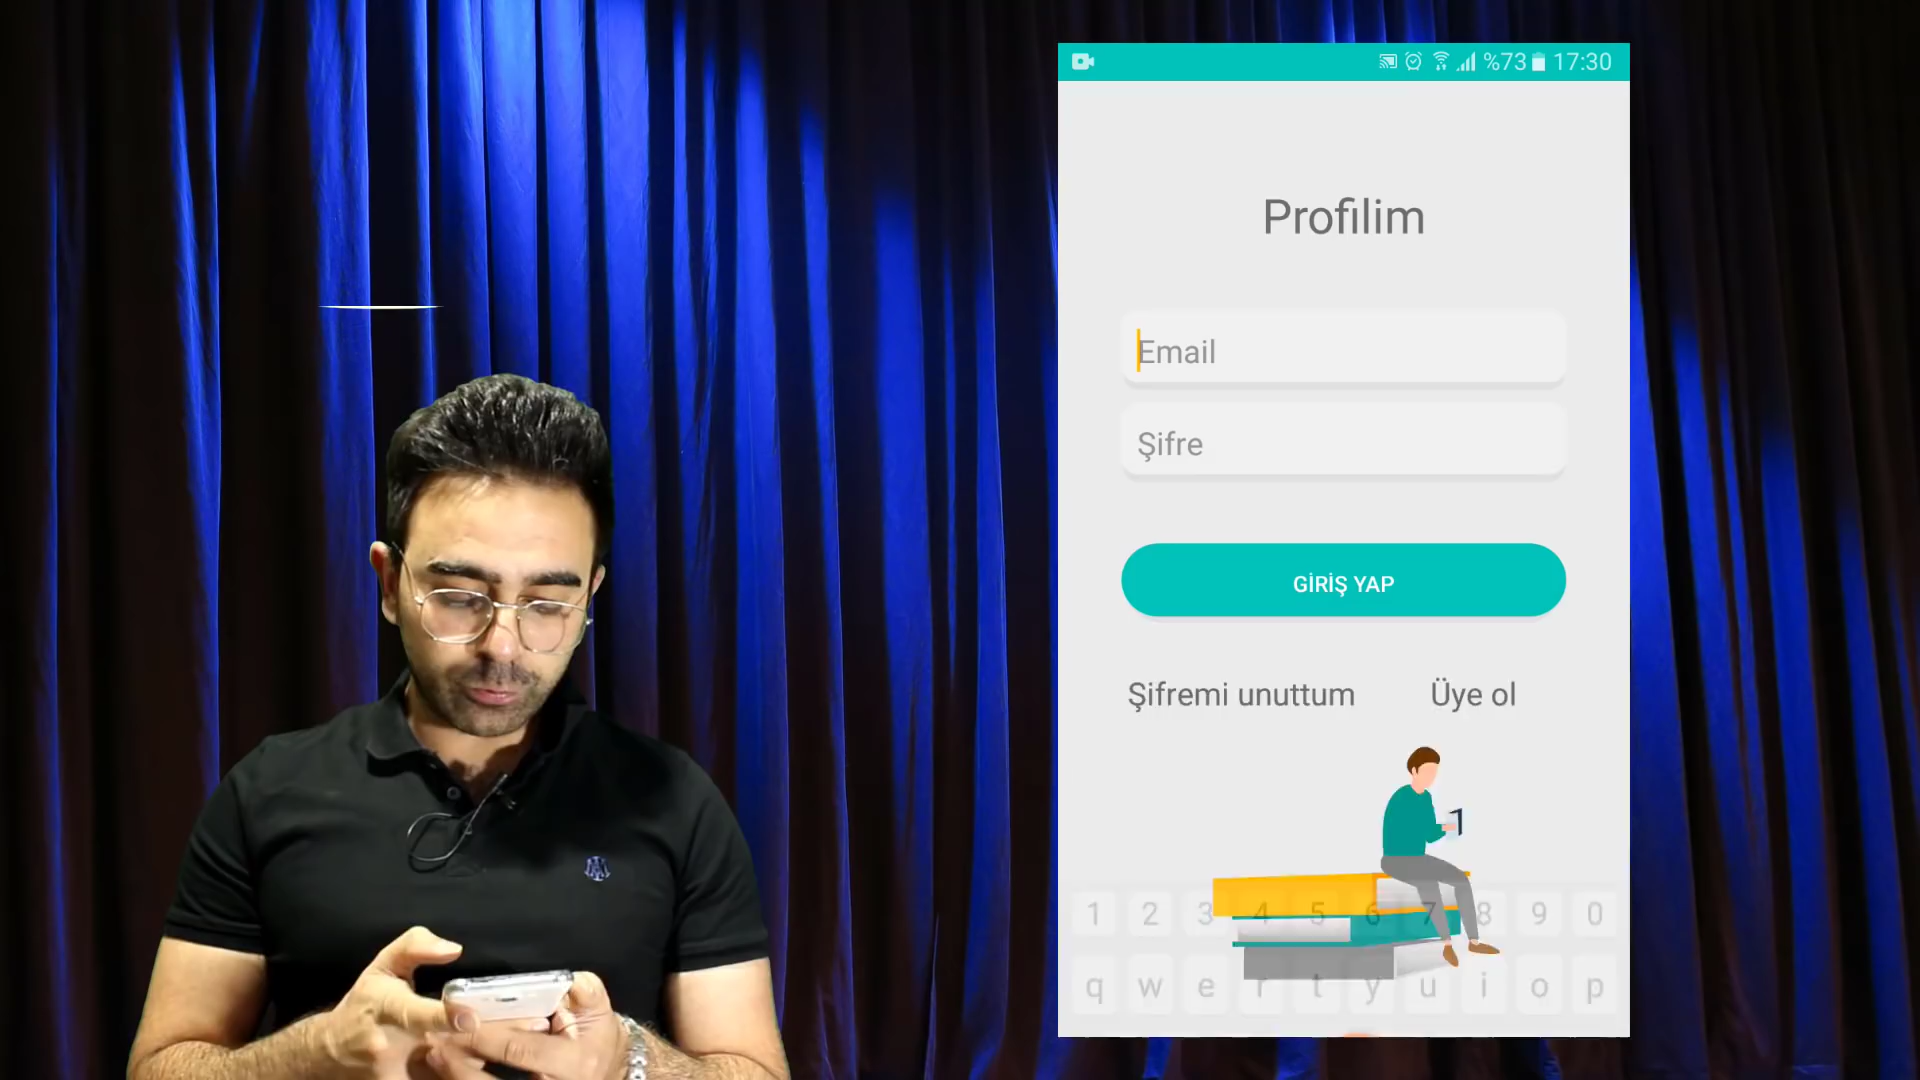 %73 17:30
Profilim
Email
Şifre
GİRİŞ YAP
Şifremi unuttum Üye ol
1 2 3 4 5 6 7 8 9 0
q w e r t y u i o p